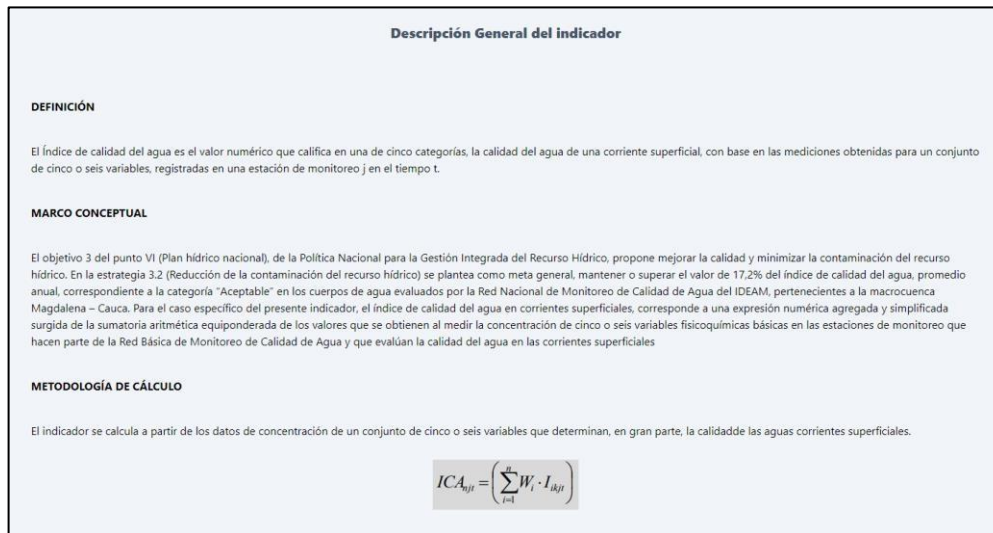 Descripción General del indicador
DEFINICIÓN
El Índice de calidad del agua es el valor numérico que califica en una de cinco categorías, la calidad del agua de una corriente superficial, con base en las mediciones obtenidas para un conjunto
de cinco o seis variables, registradas en una estación de monitoreo j en el tiempo t.
MARCO CONCEPTUAL
El objetivo 3 del punto VI (Plan hídrico nacional), de la Política Nacional para la Gestión Integrada del Recurso Hídrico, propone mejorar la calidad y minimizar la contaminación del recurso
hídrico. En la estrategia 3.2 (Reducción de la contaminación del recurso hídrico) se plantea como meta general, mantener o superar el valor de 17,2% del índice de calidad del agua, promedio
anual, correspondiente a la categoría "Aceptable" en los cuerpos de agua evaluados por la Red Nacional de Monitoreo de Calidad de Agua del IDEAM, pertenecientes a la macrocuenca
Magdalena – Cauca. Para el caso específico del presente indicador, el índice de calidad del agua en corrientes superficiales, corresponde a una expresión numérica agregada y simplificada
surgida de la sumatoria aritmética equiponderada de los valores que se obtienen al medir la concentración de cinco o seis variables fisicoquímicas básicas en las estaciones de monitoreo que
hacen parte de la Red Básica de Monitoreo de Calidad de Agua y que evalúan la calidad del agua en las corrientes superficiales
METODOLOGÍA DE CÁLCULO
El indicador se calcula a partir de los datos de concentración de un conjunto de cinco o seis variables que determinan, en gran parte, la calidadde las aguas corrientes superficiales.
ICA_{njt} = ( \sum_{i=1}^{n} W_i · I_{ikjt} )